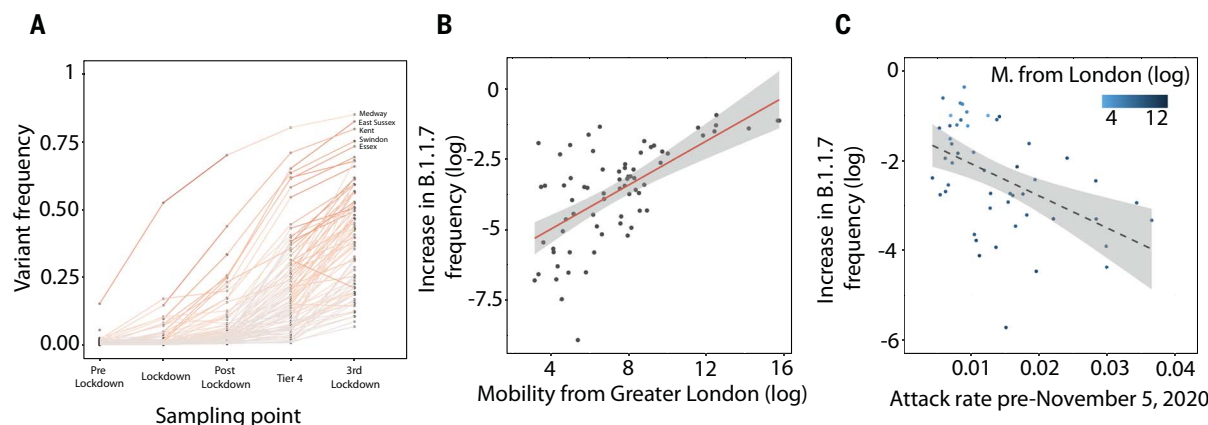 A
Variant frequency
1
0.75
0.50
0.25
0.00
Medway
East Sussex
Kent
Swindon
Essex
Pre
Lockdown
Lockdown
Post
Lockdown
Tier 4
3rd
Lockdown
Sampling point
B
Increase in B.1.1.7
frequency (log)
0
-2.5
-5
-7.5
4
8
12
16
Mobility from Greater London (log)
C
Increase in B.1.1.7
frequency (log)
0
-2
-4
-6
M. from London (log)
4 12
0.01
0.02
0.03
0.04
Attack rate pre-November 5, 2020